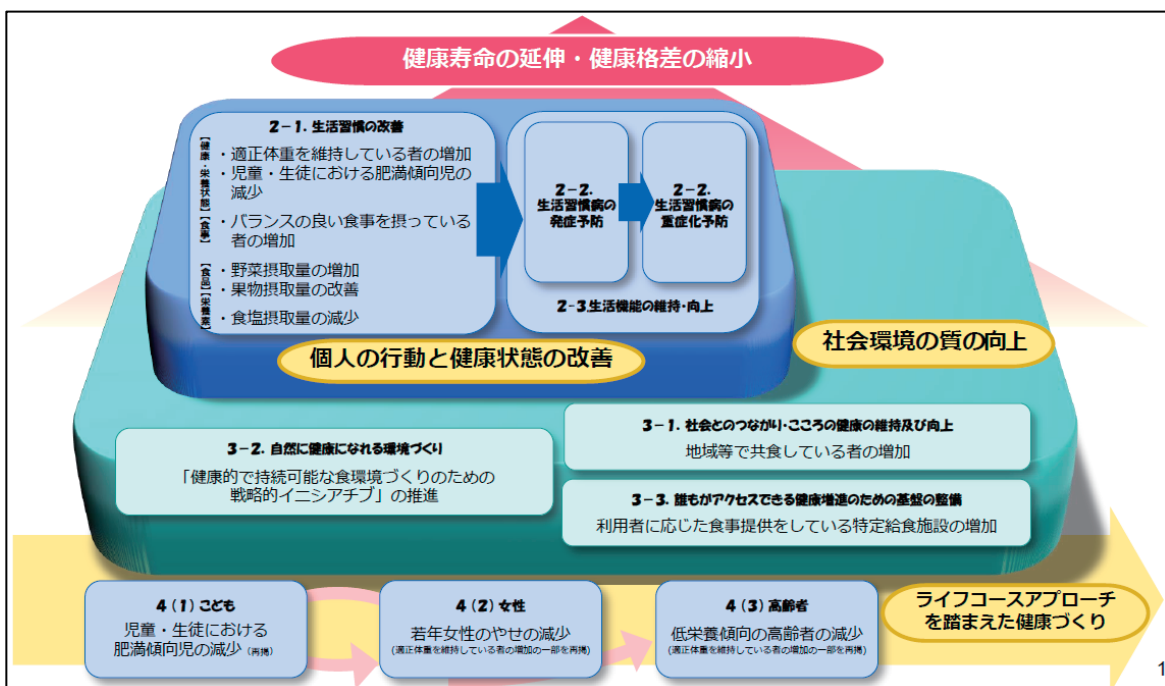 健康寿命の延伸・健康格差の縮小
2-1. 生活習慣の改善
【健康・栄養状態】
・適正体重を維持している者の増加
・児童・生徒における肥満傾向児の
減少
【食事】
・バランスの良い食事を摂っている
者の増加
【食品】
・野菜摂取量の増加
・果物摂取量の改善
【栄養素】
・食塩摂取量の減少
2-2.
生活習慣病の
発症予防
2-2.
生活習慣病の
重症化予防
2-3.生活機能の維持・向上
個人の行動と健康状態の改善
社会環境の質の向上
3-1. 社会とのつながり・こころの健康の維持及び向上
地域等で共食している者の増加
3-2. 自然に健康になれる環境づくり
「健康的で持続可能な食環境づくりのための
戦略的イニシアチブ」の推進
3-3. 誰もがアクセスできる健康増進のための基盤の整備
利用者に応じた食事提供をしている特定給食施設の増加
4(1)こども
児童・生徒における
肥満傾向児の減少(再掲)
4(2)女性
若年女性のやせの減少
(適正体重を維持している者の増加の一部を再掲)
4(3)高齢者
低栄養傾向の高齢者の減少
(適正体重を維持している者の増加の一部を再掲)
ライフコースアプローチ
を踏まえた健康づくり
1